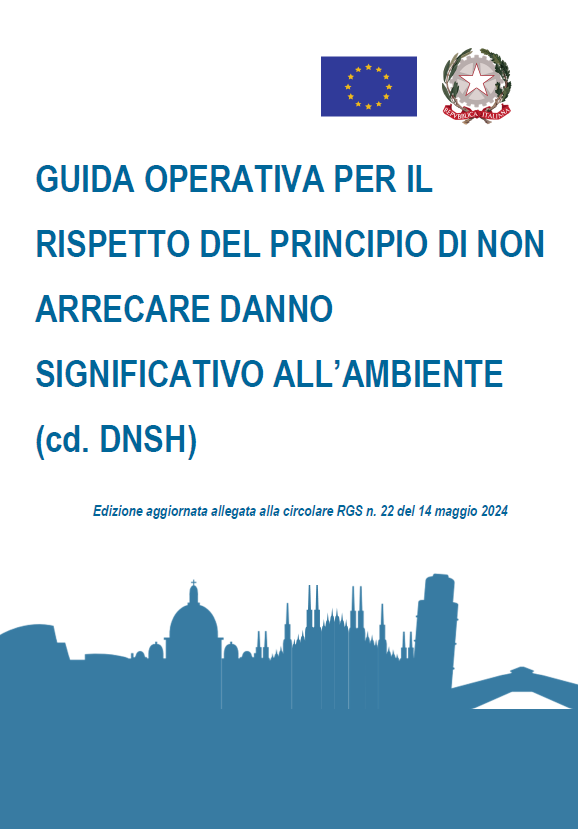 REPVBBLICA ITALIANA
GUIDA OPERATIVA PER IL
RISPETTO DEL PRINCIPIO DI NON
ARRECARE DANNO
SIGNIFICATIVO ALL’AMBIENTE
(cd. DNSH)
Edizione aggiornata allegata alla circolare RGS n. 22 del 14 maggio 2024